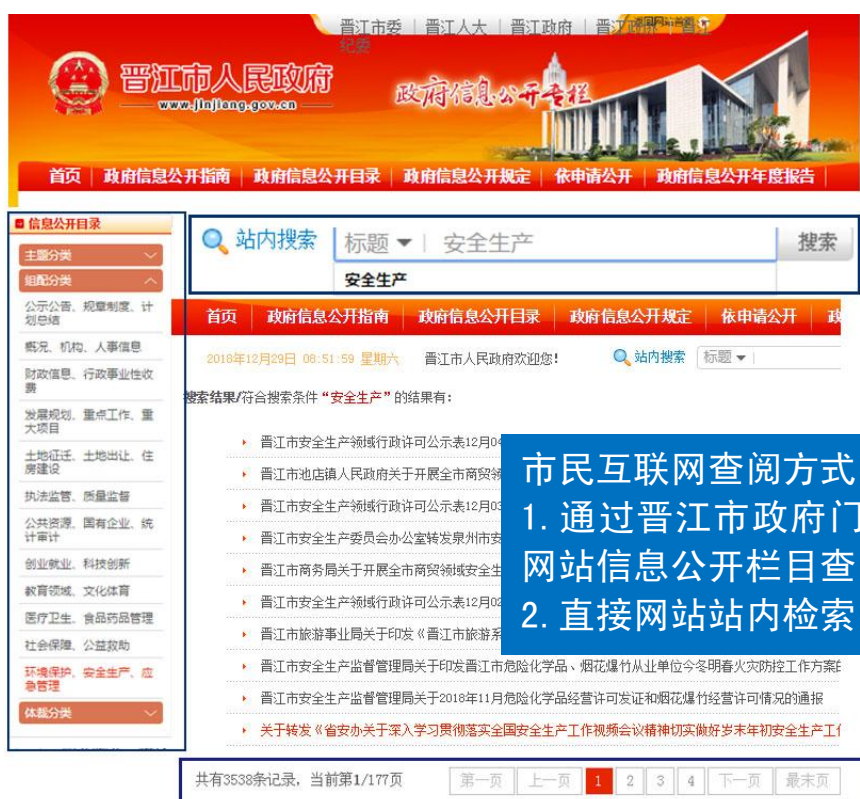 晋江市委 | 晋江人大 | 晋江政府 | 晋江政协 | 晋江
纪委
晋江市人民政府
www.jinjiang.gov.cn
政府信息公开专栏
首页 | 政府信息公开指南 | 政府信息公开目录 | 政府信息公开规定 | 依申请公开 | 政府信息公开年度报告
信息公开目录
主题分类
组配分类
公示公告、规章制度、计
划总结
概况、机构、人事信息
财政信息、行政事业性收
费
发展规划、重点工作、重
大项目
土地征迁、土地出让、住
房建设
执法监管、质量监督
公共资源、国有企业、统
计审计
创业就业、科技创新
教育领域、文化体育
医疗卫生、食品药品管理
社会保障、公益救助
环境保护、安全生产、应
急管理
体裁分类
站内搜索 标题 | 安全生产 搜索
安全生产
首页 | 政府信息公开指南 | 政府信息公开目录 | 政府信息公开规定 | 依申请公开 | 政
2018年12月29日 08:51:59 星期六 晋江市人民政府欢迎您! 站内搜索 标题
搜索结果/符合搜索条件“安全生产”的结果有:
晋江市安全生产领域行政许可公示表12月04
晋江市池店镇人民政府关于开展全市商贸领
晋江市安全生产领域行政许可公示表12月03
晋江市安全生产委员会办公室转发泉州市安
晋江市商务局关于开展全市商贸领域安全生
晋江市安全生产领域行政许可公示表12月02
晋江市旅游事业局关于印发《晋江市旅游系
晋江市安全生产监督管理局关于印发晋江市危险化学品、烟花爆竹从业单位今冬明春火灾防控工作方案的
晋江市安全生产监督管理局关于2018年11月危险化学品经营许可发证和烟花爆竹经营许可情况的通报
关于转发《省安办关于深入学习贯彻落实全国安全生产工作视频会议精神切实做好岁末年初安全生产工作
市民互联网查阅方式
1. 通过晋江市政府门
网站信息公开栏目查
2. 直接网站站内检索
共有3538条记录, 当前第1/177页 第一页 上一页 1 2 3 4 下一页 最末页